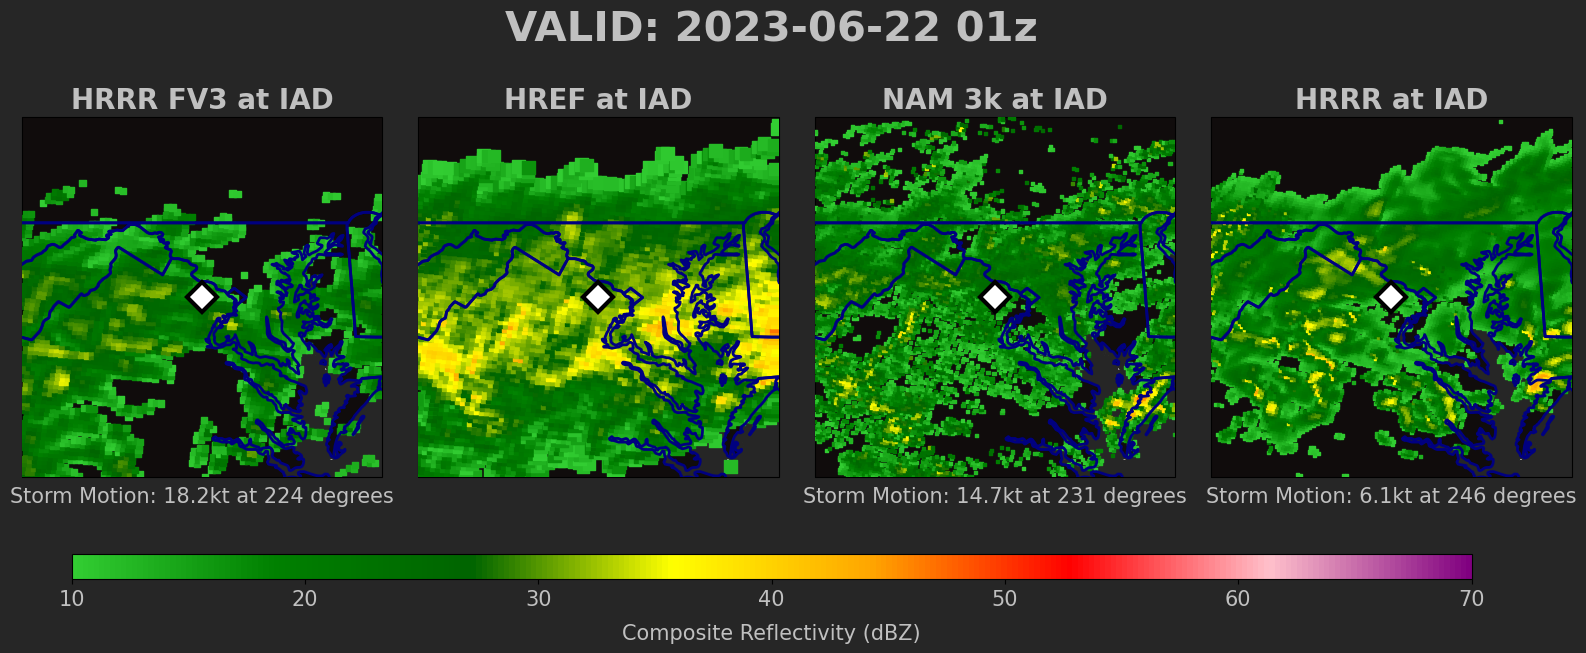 VALID: 2023-06-22 01z
HRRR FV3 at IAD
HREF at IAD
NAM 3k at IAD
HRRR at IAD
Storm Motion: 18.2kt at 224 degrees
Storm Motion: 14.7kt at 231 degrees
Storm Motion: 6.1kt at 246 degrees
10 20 30 40 50 60 70
Composite Reflectivity (dBZ)